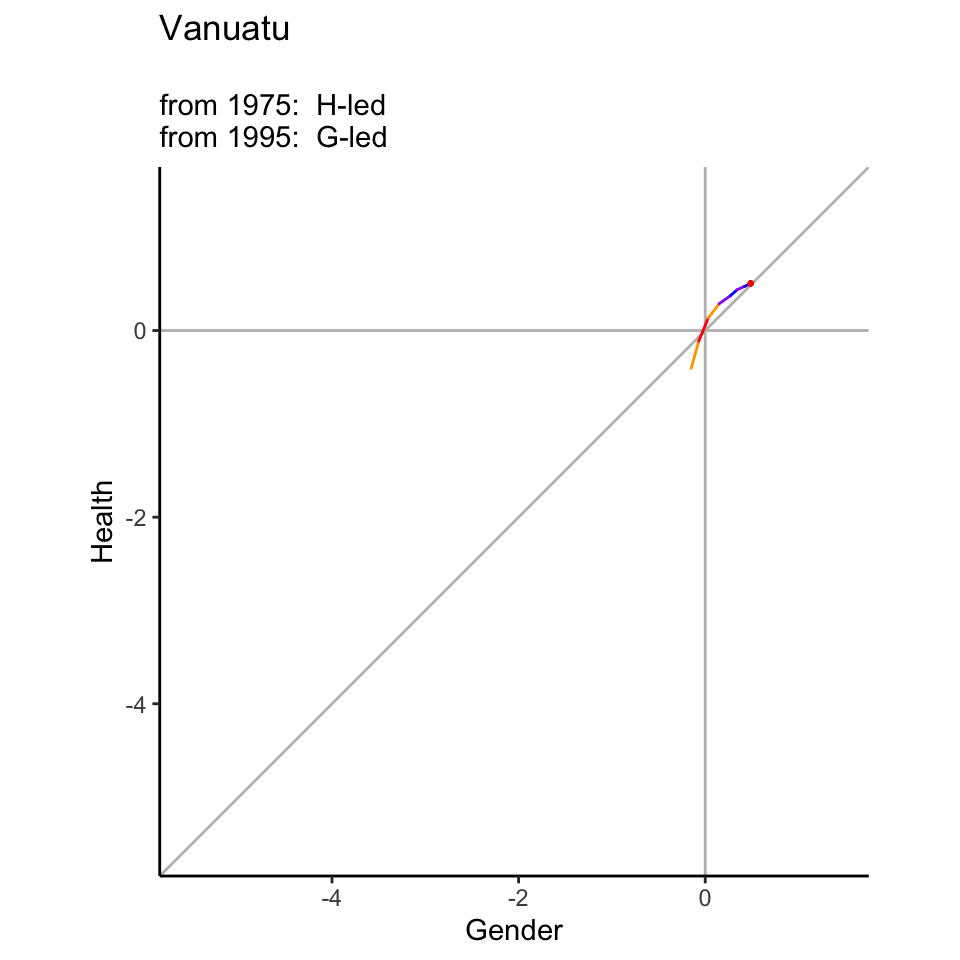 Vanuatu
from 1975:  H-led
from 1995:  G-led
0
-2
-4
Health
-4
-2
0
Gender